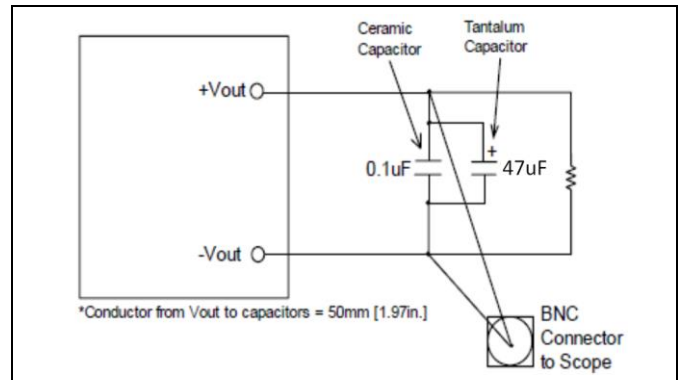 Ceramic
Capacitor
Tantalum
Capacitor
+Vout
+
0.1uF
47uF
-Vout
*Conductor from Vout to capacitors = 50mm [1.97in.]
BNC
Connector
to Scope